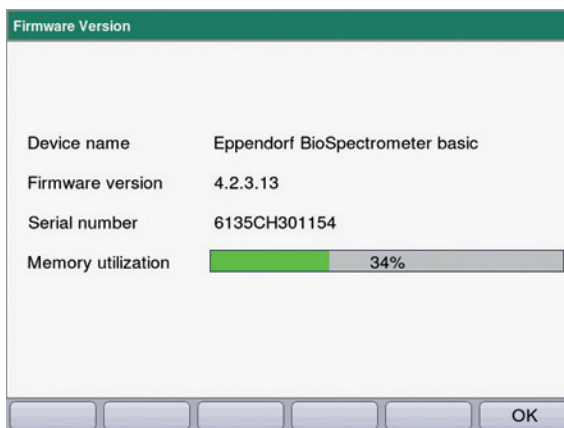 Firmware Version
Device name Eppendorf BioSpectrometer basic
Firmware version 4.2.3.13
Serial number 6135CH301154
Memory utilization 34%
OK